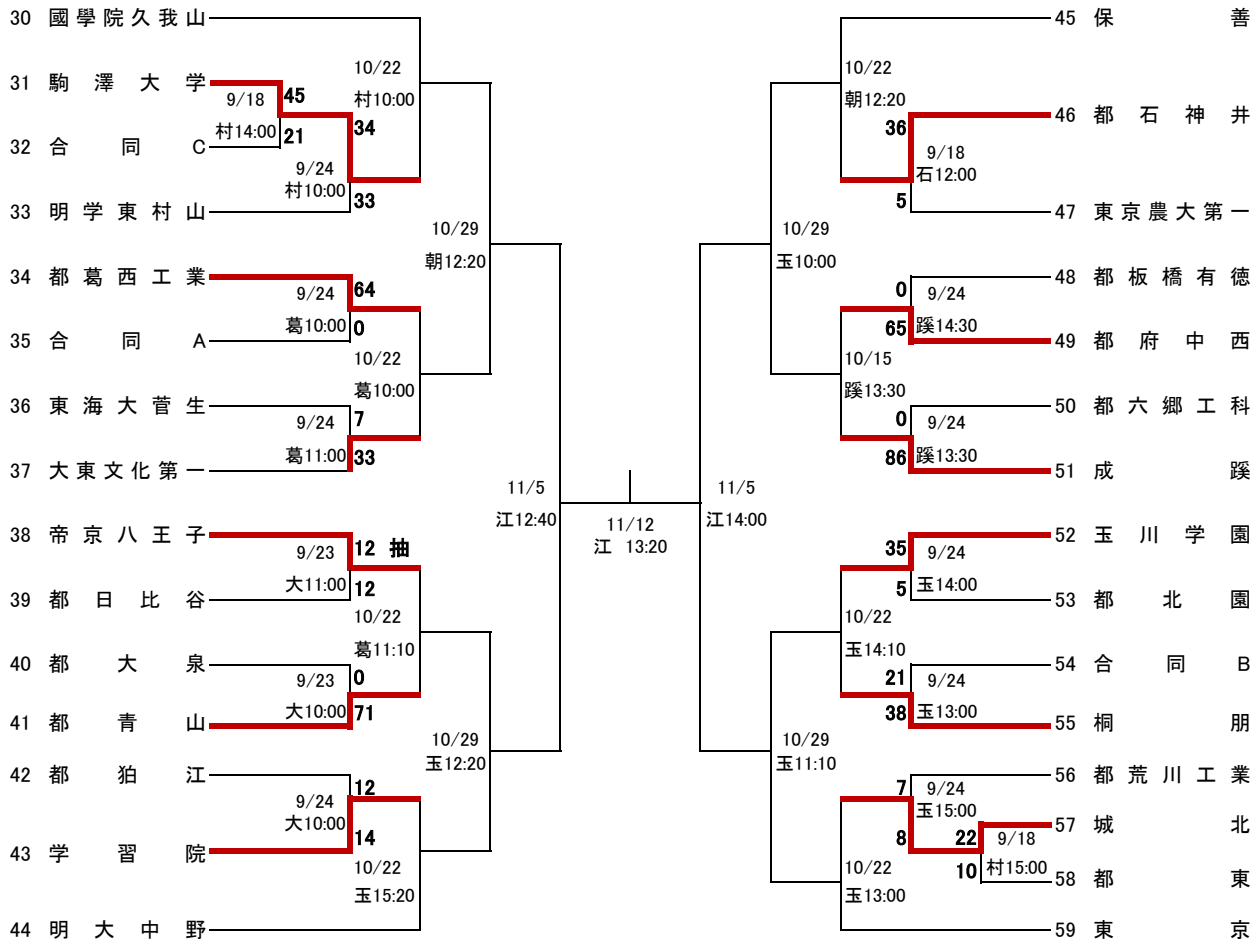 30 國學院久我山
31 駒澤大学
32 合同C
33 明学東村山
34 都葛西工業
35 合同A
36 東海大菅生
37 大東文化第一
38 帝京八王子
39 都日比谷
40 都大泉
41 都青山
42 都狛江
43 学習院
44 明大中野
9/18
村14:00
45
21
9/24
村10:00
34
33
10/22
村10:00
9/24
葛10:00
64
0
10/22
葛10:00
9/24
葛11:00
7
33
10/29
朝12:20
9/23
大11:00
12 抽
12
10/22
葛11:10
9/23
大10:00
0
71
9/24
大10:00
12
14
10/22
玉15:20
10/29
玉12:20
11/5
江12:40
11/12
江 13:20
11/5
江14:00
10/29
玉10:00
10/22
朝12:20
36
5
9/18
石12:00
0
65
9/24
蹊14:30
10/15
蹊13:30
0
86
9/24
蹊13:30
35
5
9/24
玉14:00
10/22
玉14:10
21
38
9/24
玉13:00
10/29
玉11:10
7
8
9/24
玉15:00
22
10
9/18
村15:00
10/22
玉13:00
45 保善
46 都石神井
47 東京農大第一
48 都板橋有徳
49 都府中西
50 都六郷工科
51 成蹊
52 玉川学園
53 都北園
54 合同B
55 桐朋
56 都荒川工業
57 城北
58 都東
59 東京